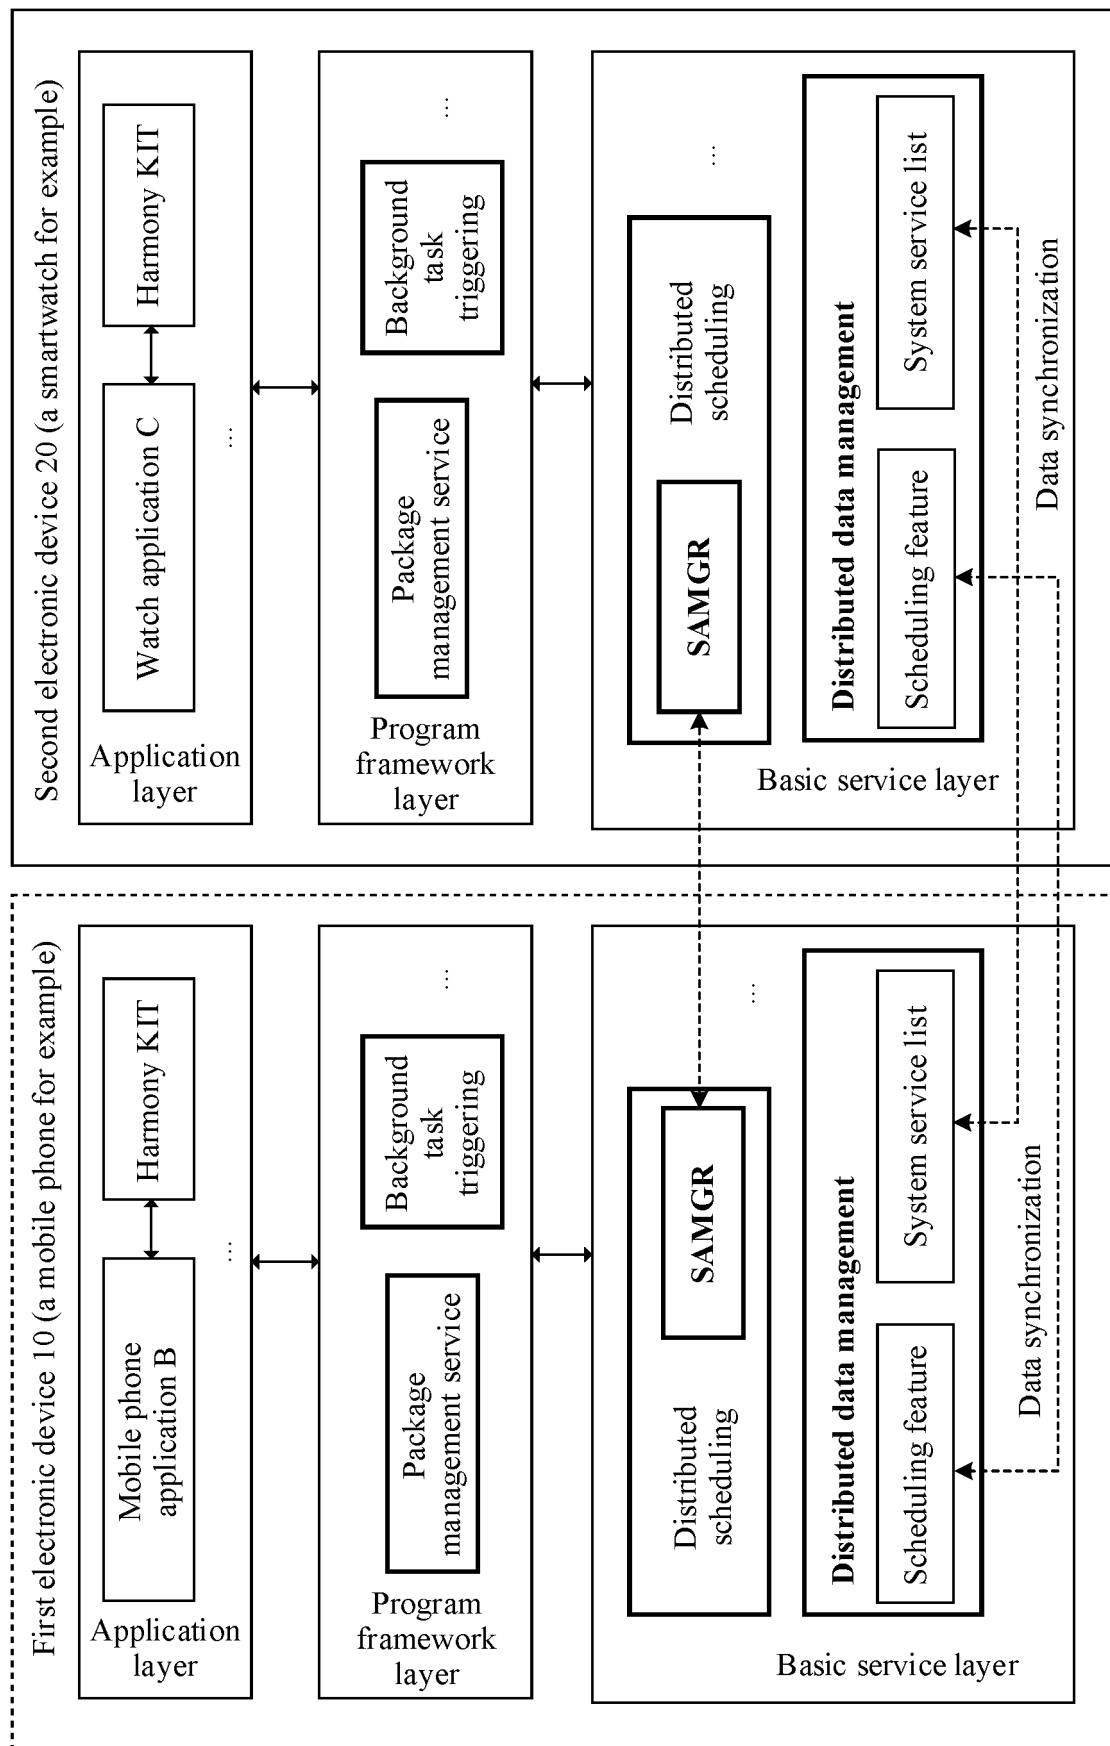 First electronic device 10 (a mobile phone for example)
Application
layer
Mobile phone
application B
Harmony KIT
...
Program
framework
layer
Package
management service
Background
task
triggering
...
Basic service layer
Distributed
scheduling
SAMGR
...
Distributed data management
Scheduling feature
System service list
Data synchronization
Second electronic device 20 (a smartwatch for example)
Application
layer
Watch application C
Harmony KIT
...
Program
framework
layer
Package
management service
Background
task
triggering
...
Basic service layer
SAMGR
Distributed
scheduling
...
Distributed data management
Scheduling feature
System service list
Data synchronization